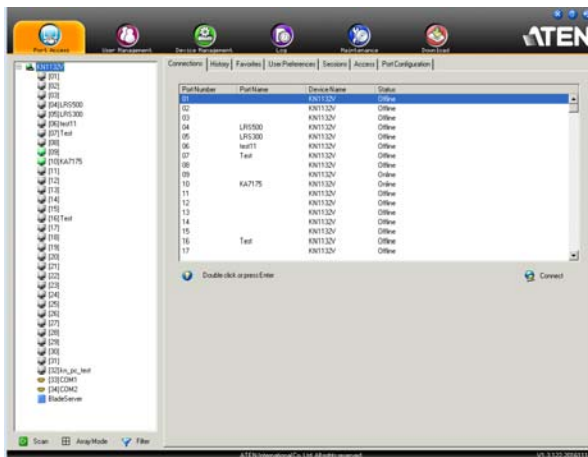 Port Access
User Management
Device Management
Log
Maintenance
Download
ATEN
KN1132V
[01]
[02]
[03]
[04]LRS500
[05]LRS300
[06]test11
[07]Test
[08]
[09]
[10]KA7175
[11]
[12]
[13]
[14]
[15]
[16]Test
[17]
[18]
[19]
[20]
[21]
[22]
[23]
[24]
[25]
[26]
[27]
[28]
[29]
[30]
[31]
[32]kn_pc_test
[33]COM1
[34]COM2
BladeServer
Scan
Array Mode
Filter
Connections
History
Favorites
User Preferences
Sessions
Access
Port Configuration
Port Number Port Name Device Name Status
01 KN1132V Offline
02 KN1132V Offline
03 KN1132V Offline
04 LRS500 KN1132V Offline
05 LRS300 KN1132V Offline
06 test11 KN1132V Offline
07 Test KN1132V Offline
08 KN1132V Offline
09 KN1132V Online
10 KA7175 KN1132V Online
11 KN1132V Offline
12 KN1132V Offline
13 KN1132V Offline
14 KN1132V Offline
15 KN1132V Offline
16 Test KN1132V Offline
17 KN1132V Offline
Double click or press Enter
Connect
ATEN International Co., Ltd. All rights reserved.